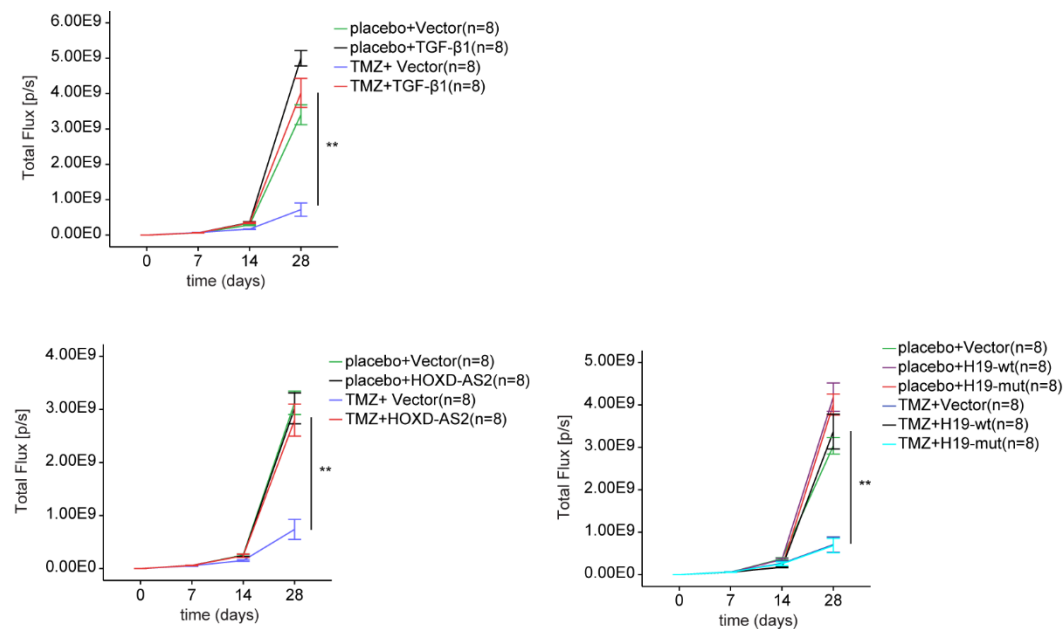 6.00E9
5.00E9
4.00E9
3.00E9
2.00E9
1.00E9
0.00E0
Total Flux [p/s]
0 7 14 28
time (days)
placebo+Vector(n=8)
placebo+TGF-β1(n=8)
TMZ+ Vector(n=8)
TMZ+TGF-β1(n=8)
**
4.00E9
3.00E9
2.00E9
1.00E9
0.00E0
Total Flux [p/s]
0 7 14 28
time (days)
placebo+Vector(n=8)
placebo+HOXD-AS2(n=8)
TMZ+ Vector(n=8)
TMZ+HOXD-AS2(n=8)
**
5.00E9
4.00E9
3.00E9
2.00E9
1.00E9
0.00E0
Total Flux [p/s]
0 7 14 28
time (days)
placebo+Vector(n=8)
placebo+H19-wt(n=8)
placebo+H19-mut(n=8)
TMZ+Vector(n=8)
TMZ+H19-wt(n=8)
TMZ+H19-mut(n=8)
**